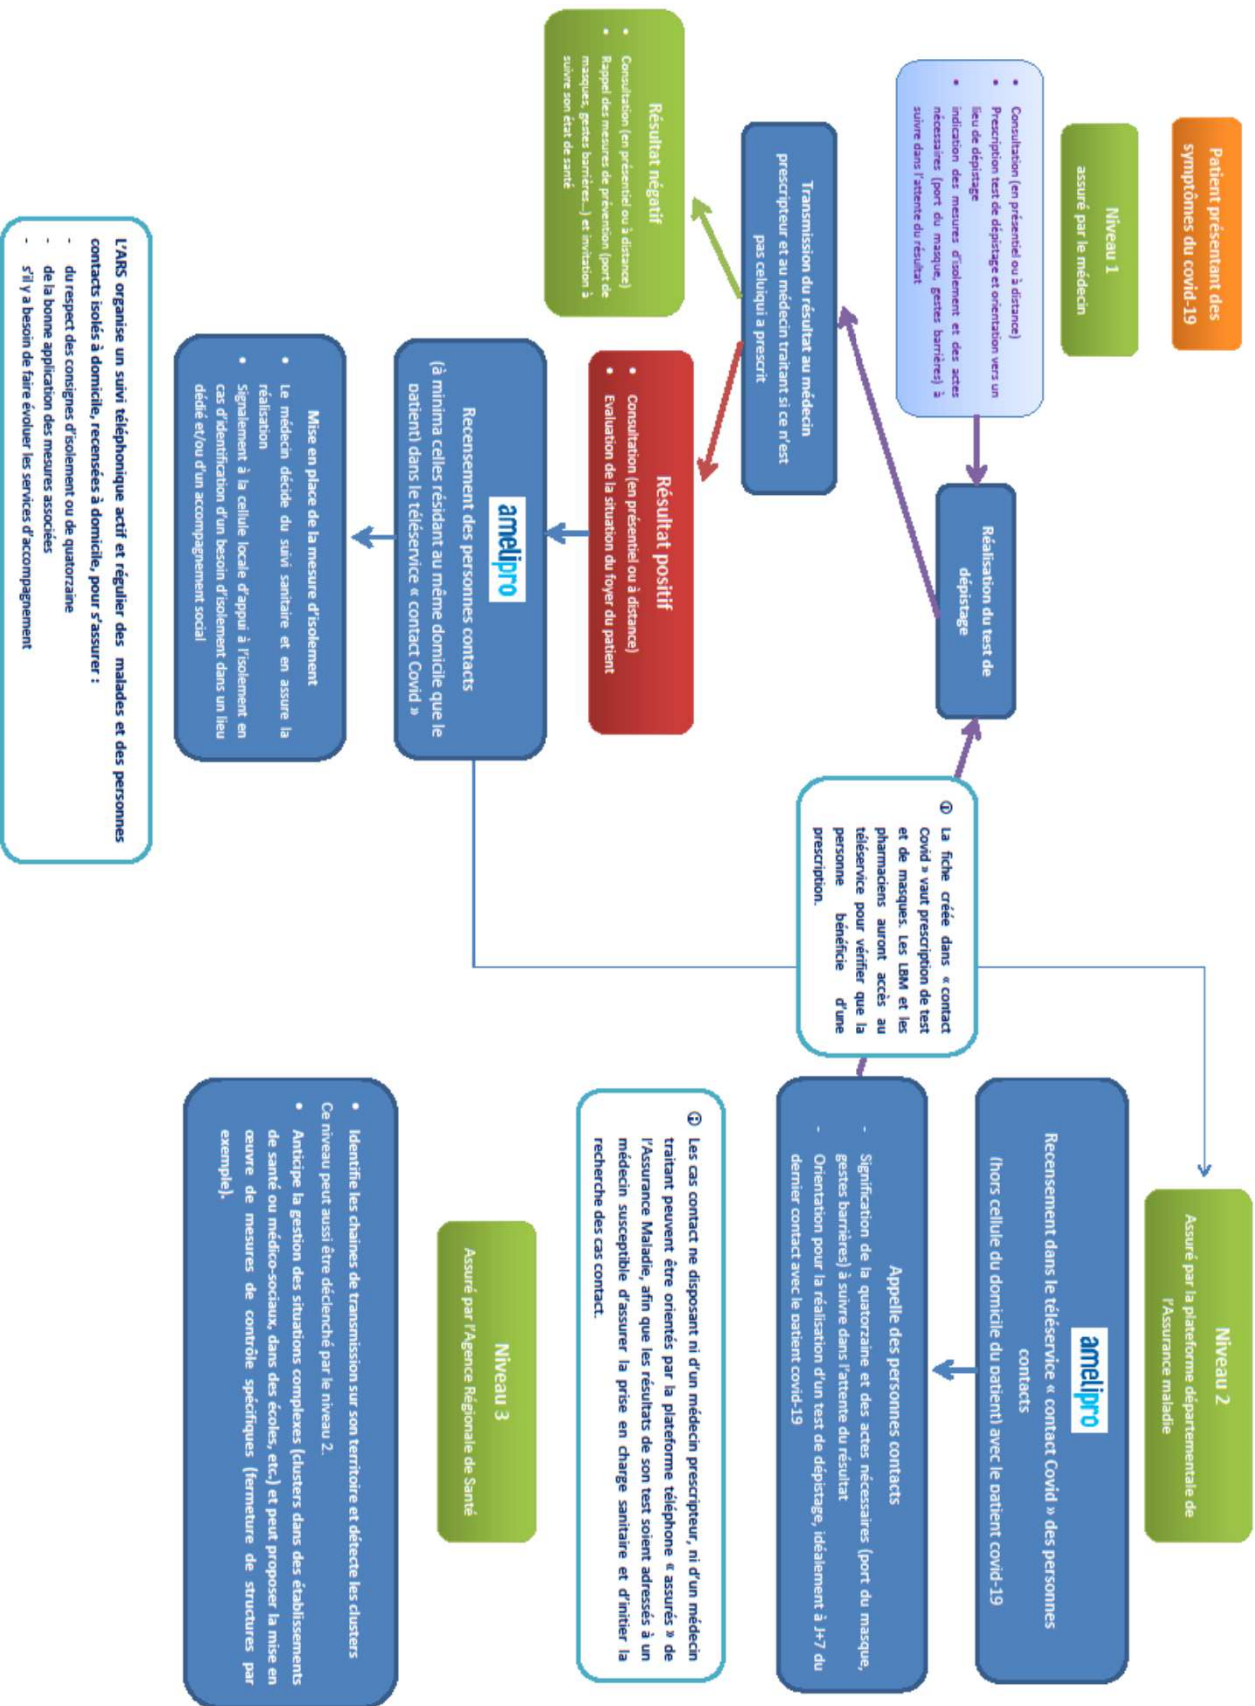 Patient présentant des
symptômes du covid-19
Niveau 1
assuré par le médecin
• Consultation (en présentiel ou à distance)
• Prescription test de dépistage et orientation vers un
lieu de dépistage
• indication des mesures d'isolement et des actes
nécessaires (port du masque, gestes barrières) à
suivre dans l'attente du résultat
Réalisation du test de
dépistage
Transmission du résultat au médecin
prescripteur et au médecin traitant si ce n'est
pas celuiqui a prescrit
Résultat négatif
• Consultation (en présentiel ou à distance)
• Rappel des mesures de prévention (port de
masques, gestes barrières...) et invitation à
suivre son état de santé
Résultat positif
• Consultation (en présentiel ou à distance)
• Evaluation de la situation du foyer du patient
amelipro
Recensement des personnes contacts
(à minima celles résidant au même domicile que le
patient) dans le téléservice « contact Covid »
Mise en place de la mesure d'isolement
• Le médecin décide du suivi sanitaire et en assure la
réalisation
• Signalement à la cellule locale d'appui à l'isolement en
cas d'identification d'un besoin d'isolement dans un lieu
dédié et/ou d'un accompagnement social
L'ARS organise un suivi téléphonique actif et régulier des malades et des personnes
contacts isolés à domicile, recensées à domicile, pour s'assurer :
- du respect des consignes d'isolement ou de quatorzaine
- de la bonne application des mesures associées
- s'il y a besoin de faire évoluer les services d'accompagnement
La fiche créée dans « contact
Covid » vaut prescription de test
et de masques. Les LBM et les
pharmaciens auront accès au
téléservice pour vérifier que la
personne bénéficie d'une
prescription.
Niveau 2
Assuré par la plateforme départementale de
l'Assurance maladie
amelipro
Recensement dans le téléservice « contact Covid » des personnes
contacts
(hors cellule du domicile du patient) avec le patient covid-19
Appelle des personnes contacts
- Signification de la quatorzaine et des actes nécessaires (port du masque,
gestes barrières) à suivre dans l'attente du résultat
- Orientation pour la réalisation d'un test de dépistage, idéalement à J+7 du
dernier contact avec le patient covid-19
Les cas contact ne disposant ni d'un médecin prescripteur, ni d'un médecin
traitant peuvent être orientés par la plateforme téléphone « assurés » de
l'Assurance Maladie, afin que les résultats de son test soient adressés à un
médecin susceptible d'assurer la prise en charge sanitaire et d'initier la
recherche des cas contact.
Niveau 3
Assuré par l'Agence Régionale de Santé
• Identifie les chaines de transmission sur son territoire et détecte les clusters
Ce niveau peut aussi être déclenché par le niveau 2.
• Anticipe la gestion des situations complexes (clusters dans des établissements
de santé ou médico-sociaux, dans des écoles, etc.) et peut proposer la mise en
œuvre de mesures de contrôle spécifiques (fermeture de structures par
exemple).